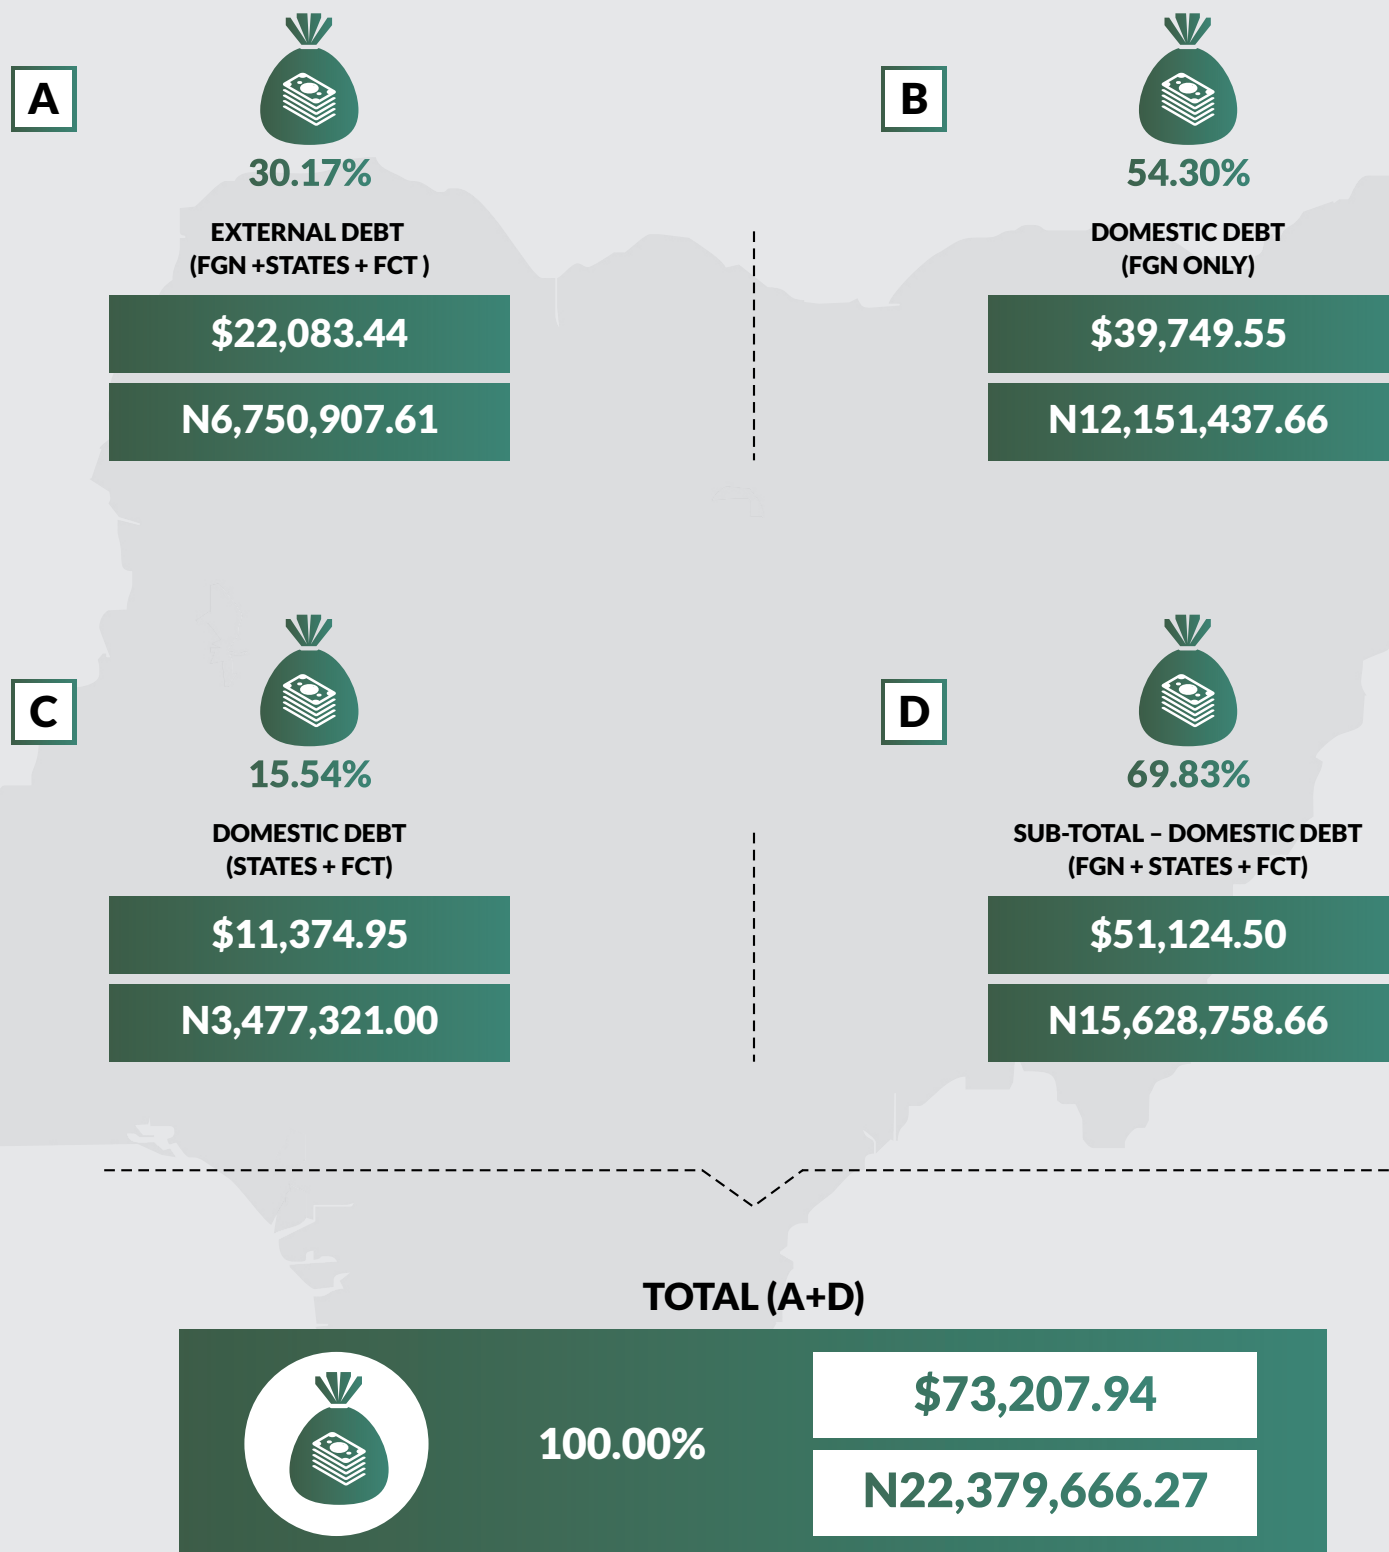 A
30.17%
EXTERNAL DEBT
(FGN +STATES + FCT )
$22,083.44
N6,750,907.61
B
54.30%
DOMESTIC DEBT
(FGN ONLY)
$39,749.55
N12,151,437.66
C
15.54%
DOMESTIC DEBT
(STATES + FCT)
$11,374.95
N3,477,321.00
D
69.83%
SUB-TOTAL – DOMESTIC DEBT
(FGN + STATES + FCT)
$51,124.50
N15,628,758.66
TOTAL (A+D)
100.00%
$73,207.94
N22,379,666.27